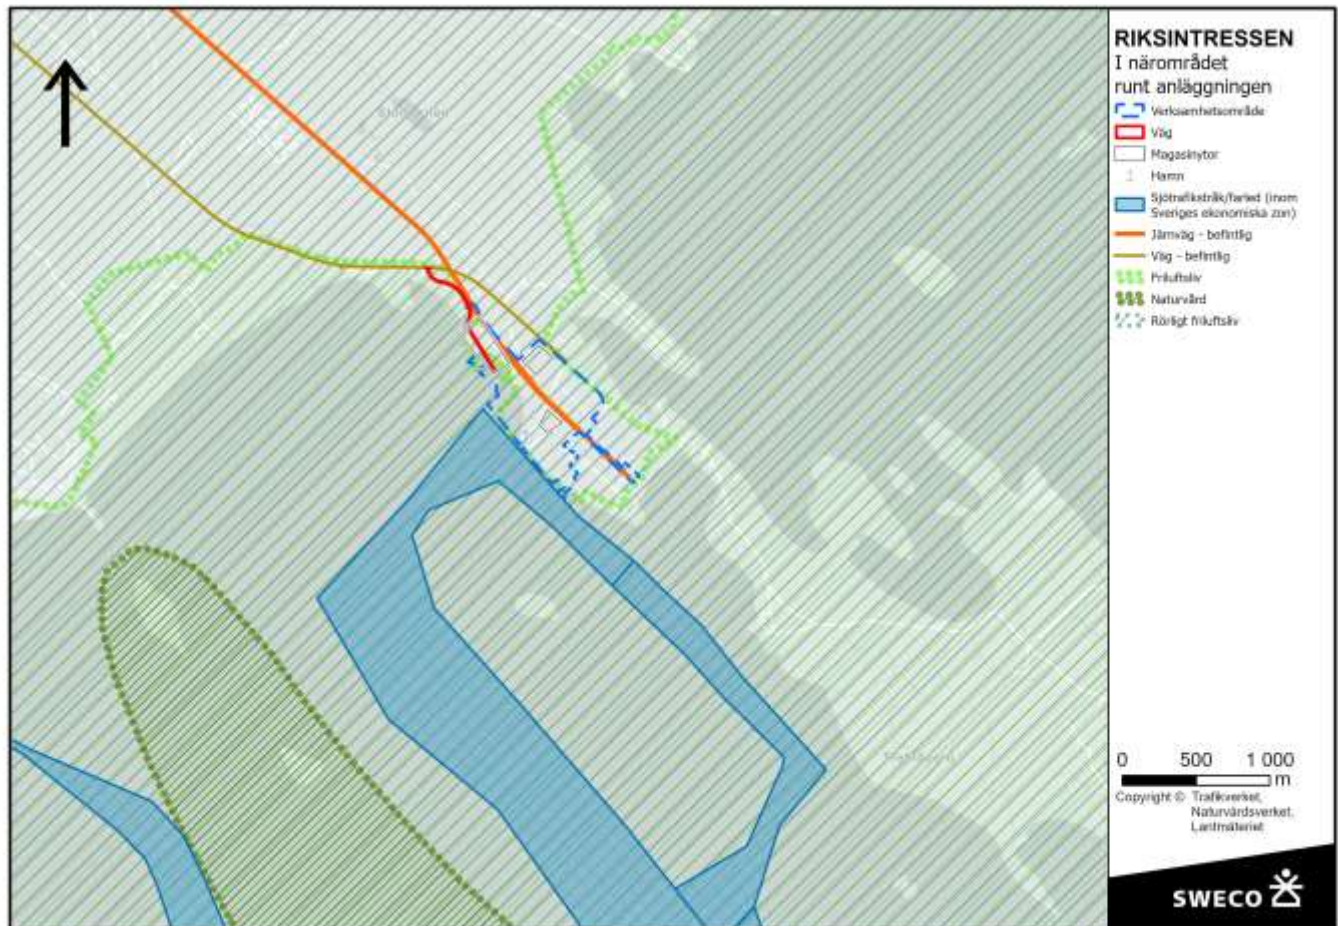 RIKSINTRESSEN
I närområdet
runt anläggningen
Verksamhetsområde
Väg
Magasinytor
Hamn
Sjötrafikstråk/farled (inom
Sveriges ekonomiska zon)
Järnväg - befintlig
Väg - befintlig
Friluftsliv
Naturvård
Rörligt friluftsliv
0 500 1 000
m
Copyright © Trafikverket,
Naturvårdsverket,
Lantmäteriet
SWECO